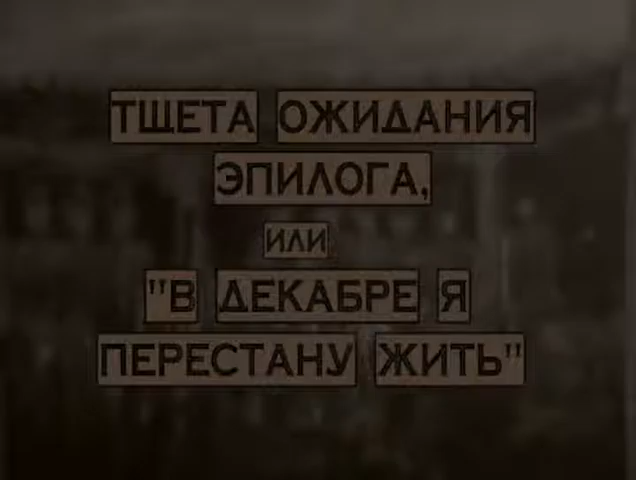 ТЩЕТА ОЖИДАНИЯ
ЭПИЛОГА,
ИЛИ
"В ДЕКАБРЕ Я
ПЕРЕСТАНУ ЖИТЬ"